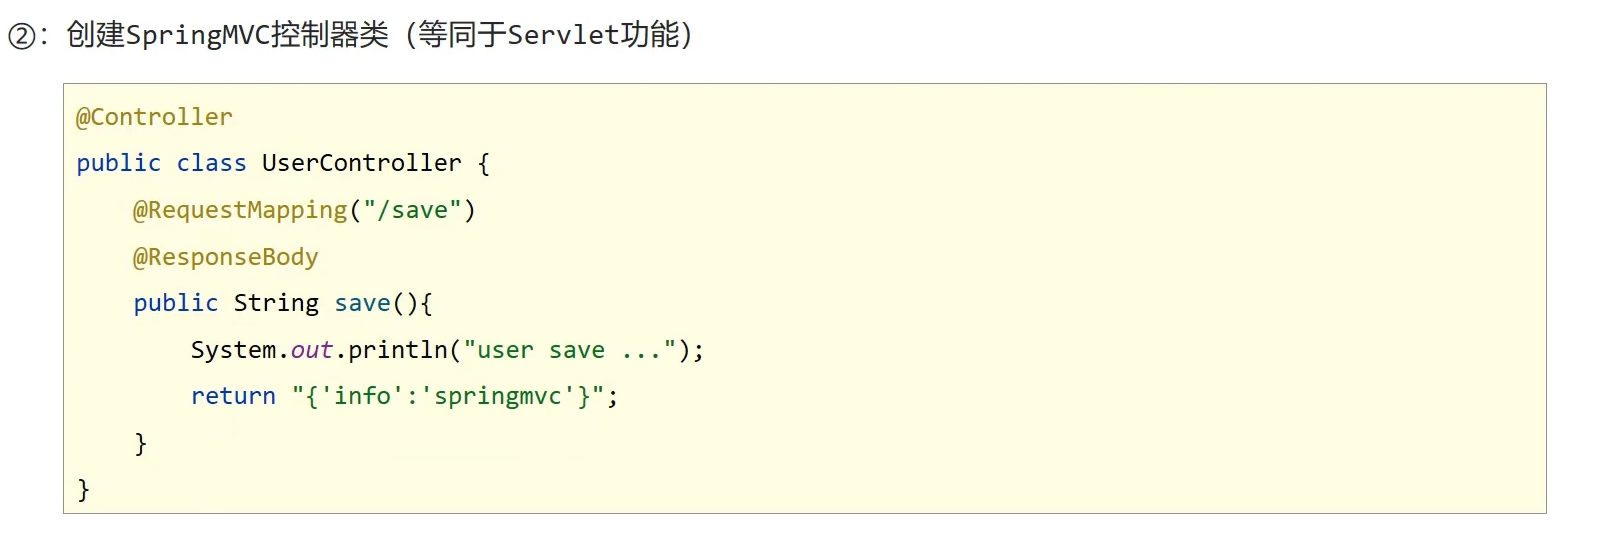 ②：创建SpringMVC控制器类（等同于Servlet功能）
@Controller
public class UserController {
    @RequestMapping("/save")
    @ResponseBody
    public String save(){
        System.out.println("user save ...");
        return "{'info':'springmvc'}";
    }
}